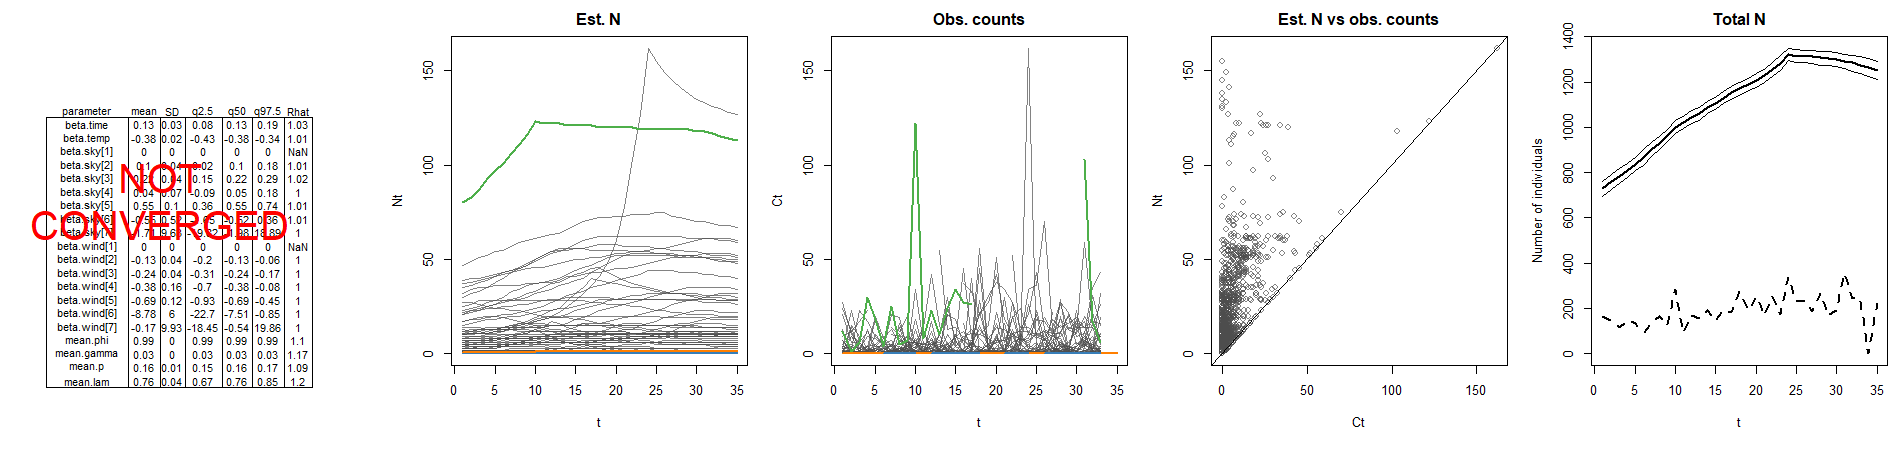 parameter mean SD q2.5 q50 q97.5 Rhat
beta.time 0.13 0.03 0.08 0.13 0.19 1.03
beta.temp -0.38 0.02 -0.43 -0.38 -0.34 1.01
beta.sky[1] 0 0 0 0 0 NaN
beta.sky[2] 0.1 0.04 0.02 0.1 0.18 1.01
beta.sky[3] 0.22 0.04 0.15 0.22 0.29 1.02
beta.sky[4] 0.04 0.07 -0.09 0.05 0.18 1
beta.sky[5] 0.55 0.1 0.36 0.55 0.74 1.01
beta.sky[6] 0.36 1.01
beta.sky[7] 18.89 1
beta.wind[1] 0 0 0 0 0 NaN
beta.wind[2] -0.13 0.04 -0.2 -0.13 -0.06 1
beta.wind[3] -0.24 0.04 -0.31 -0.24 -0.17 1
beta.wind[4] -0.38 0.16 -0.7 -0.38 -0.08 1
beta.wind[5] -0.69 0.12 -0.93 -0.69 -0.45 1
beta.wind[6] -8.78 6 -22.7 -7.51 -0.85 1
beta.wind[7] -0.17 9.93 -18.45 -0.54 19.86 1
mean.phi 0.99 0 0.99 0.99 0.99 1.1
mean.gamma 0.03 0 0.03 0.03 0.03 1.17
mean.p 0.16 0.01 0.15 0.16 0.17 1.09
mean.lam 0.76 0.04 0.67 0.76 0.85 1.2
NOT
CONVERGED
Est. N
Nt
150
100
50
0
0 5 10 15 20 25 30 35
t
Obs. counts
Ct
150
100
50
0
0 5 10 15 20 25 30 35
t
Est. N vs obs. counts
Nt
150
100
50
0
0 50 100 150
Ct
Total N
Number of individuals
1400
1200
1000
800
600
400
200
0
0 5 10 15 20 25 30 35
t